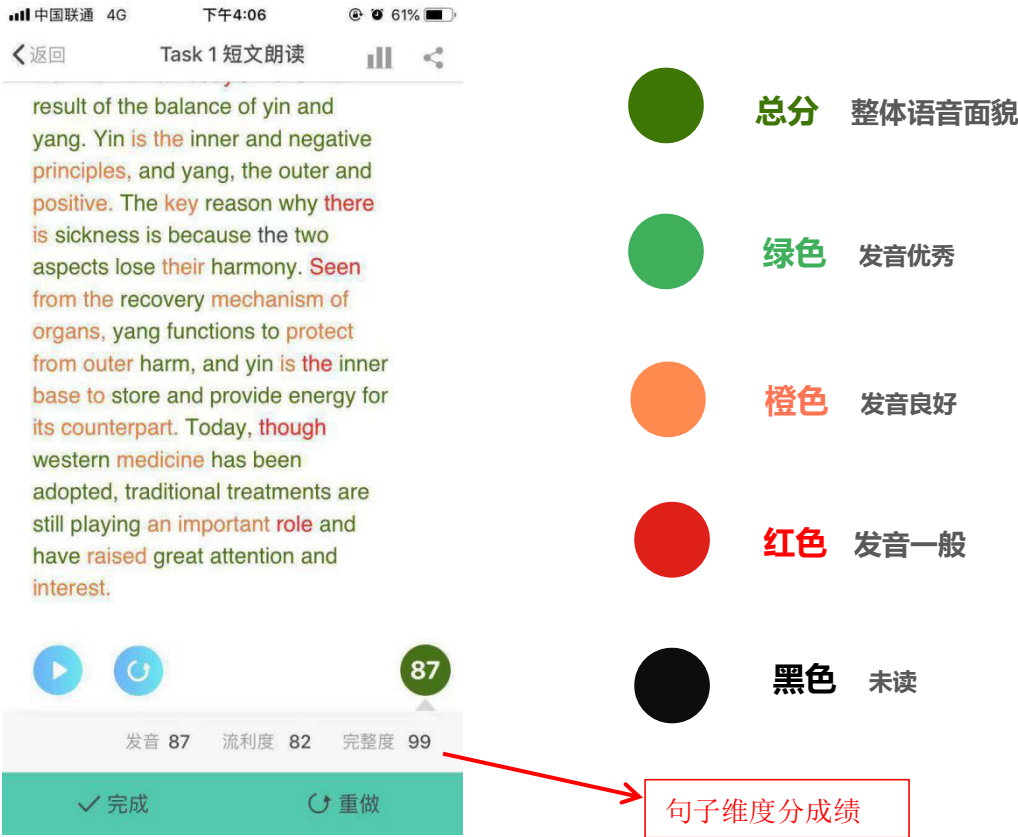 中国联通 4G 下午4:06 61%
返回 Task 1 短文朗读
result of the balance of yin and
yang. Yin is the inner and negative
principles, and yang, the outer and
positive. The key reason why there
is sickness is because the two
aspects lose their harmony. Seen
from the recovery mechanism of
organs, yang functions to protect
from outer harm, and yin is the inner
base to store and provide energy for
its counterpart. Today, though
western medicine has been
adopted, traditional treatments are
still playing an important role and
have raised great attention and
interest.
87
发音 87 流利度 82 完整度 99
完成 重做
总分 整体语音面貌
绿色 发音优秀
橙色 发音良好
红色 发音一般
黑色 未读
句子维度分成绩